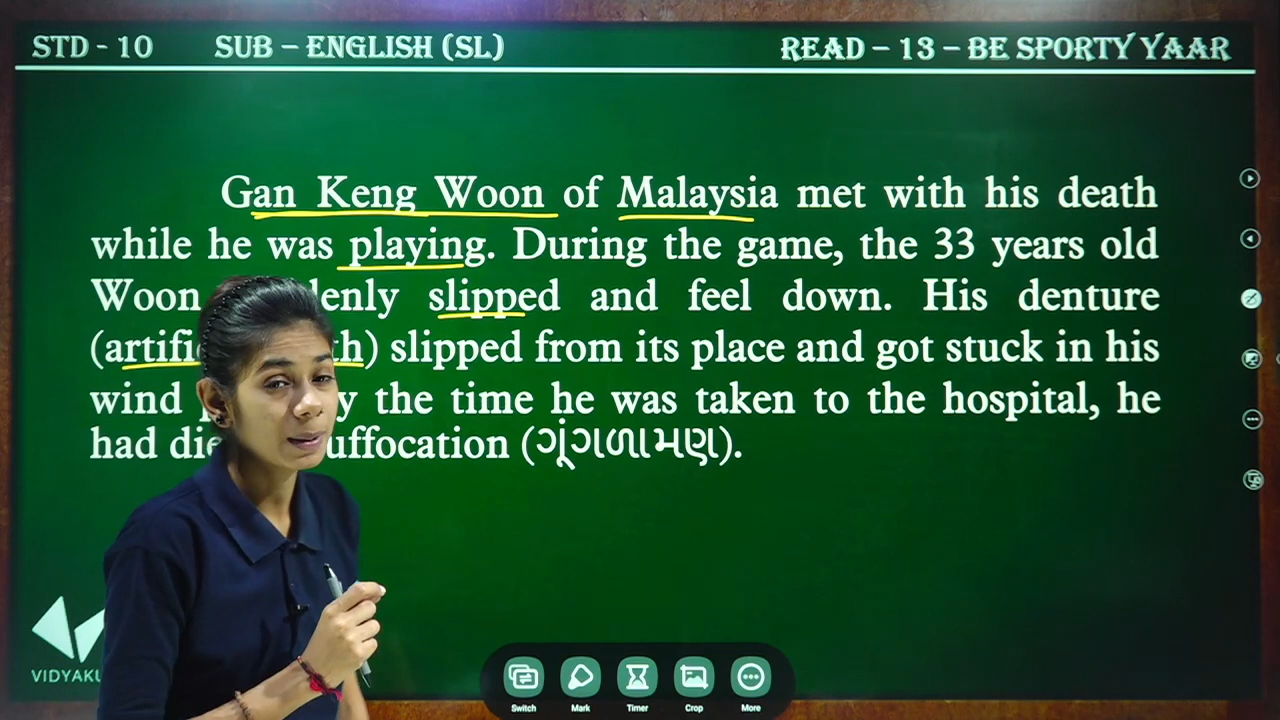 STD - 10 SUB – ENGLISH (SL) READ – 13 – BE SPORTY YAAR
Gan Keng Woon of Malaysia met with his death
while he was playing. During the game, the 33 years old
Woon slipped and feel down. His denture
slipped from its place and got stuck in his
wind the time he was taken to the hospital, he
had (ગૂંગળામણ).
VIDYAKU
Switch Mark Timer Crop More